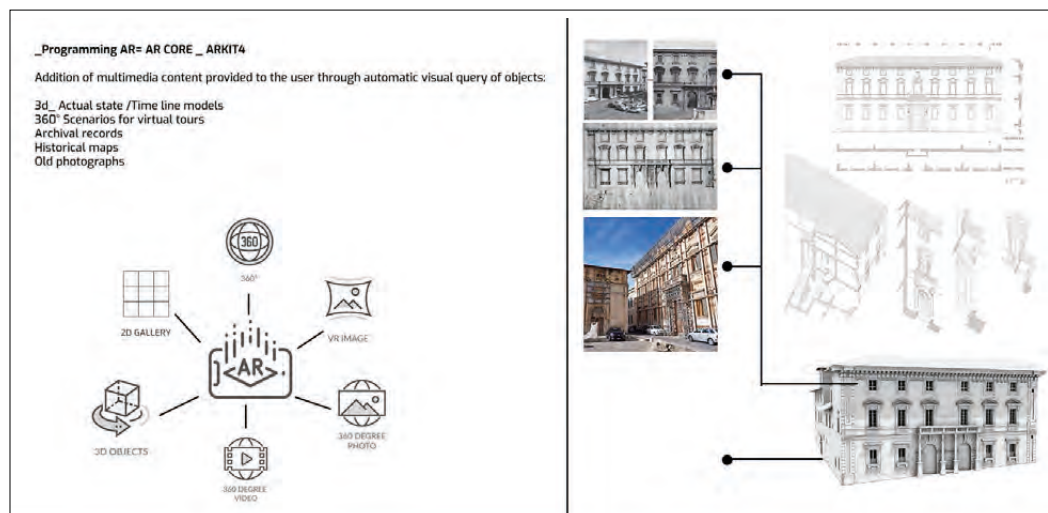 _Programming AR= AR CORE _ ARKIT4
Addition of multimedia content provided to the user through automatic visual query of objects:
3d_ Actual state /Time line models
360° Scenarios for virtual tours
Archival records
Historical maps
Old photographs
360
360°
2D GALLERY
VR IMAGE
<AR>
3D OBJECTS
360 DEGREE
PHOTO
360 DEGREE
VIDEO